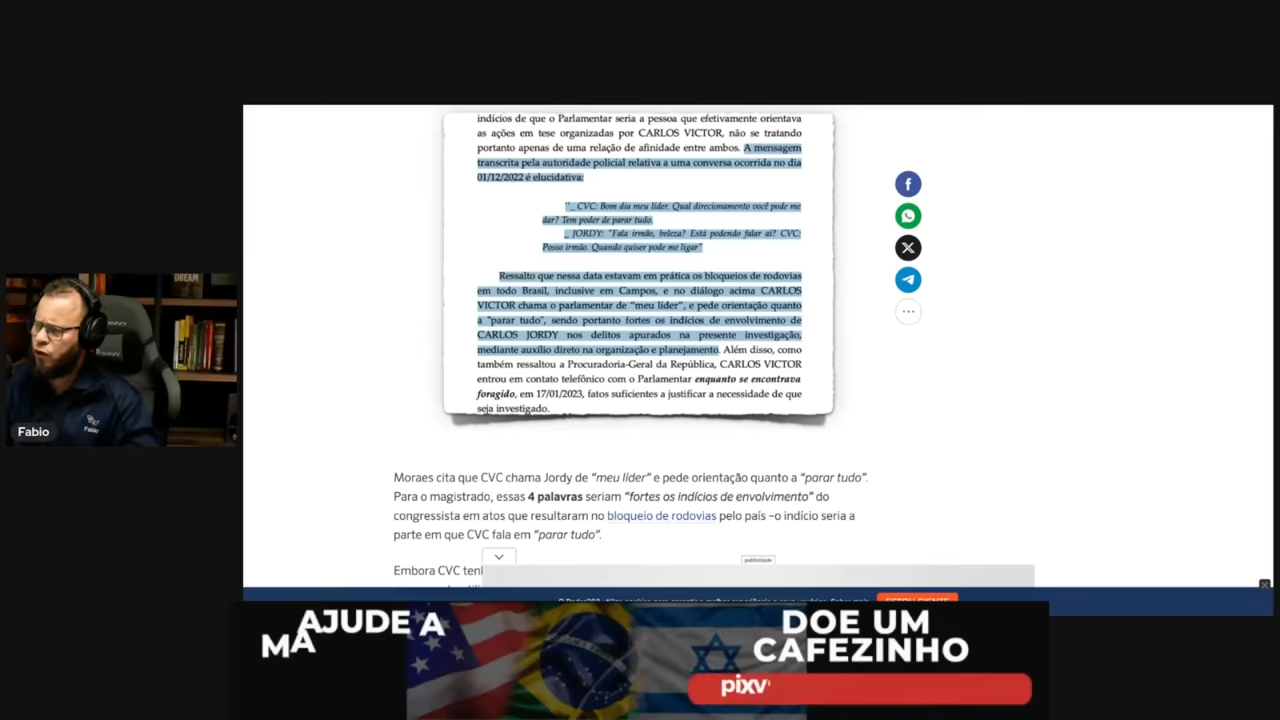 indícios de que o Parlamentar seria a pessoa que efetivamente orientava
as ações em tese organizadas por CARLOS VICTOR, não se tratando
portanto apenas de uma relação de afinidade entre ambos. A mensagem
transcrita pela autoridade policial relativa a uma conversa ocorrida no dia
01/12/2022 é elucidativa:
"_ CVC: Bom dia meu líder. Qual direcionamento você pode me
dar? Tem poder de parar tudo.
_ JORDY: "Fala irmão, beleza? Está podendo falar aí? CVC:
Posso irmão. Quando quiser pode me ligar"
Ressalto que nessa data estavam em prática os bloqueios de rodovias
em todo Brasil, inclusive em Campos, e no diálogo acima CARLOS
VICTOR chama o parlamentar de "meu líder", e pede orientação quanto
a "parar tudo", sendo portanto fortes os indícios de envolvimento de
CARLOS JORDY nos delitos apurados na presente investigação,
mediante auxílio direto na organização e planejamento. Além disso, como
também ressaltou a Procuradoria-Geral da República, CARLOS VICTOR
entrou em contato telefônico com o Parlamentar enquanto se encontrava
foragido, em 17/01/2023, fatos suficientes a justificar a necessidade de que
seja investigado.
Moraes cita que CVC chama Jordy de “meu líder” e pede orientação quanto a “parar tudo”.
Para o magistrado, essas 4 palavras seriam “fortes os indícios de envolvimento” do
congressista em atos que resultaram no bloqueio de rodovias pelo país –o indício seria a
parte em que CVC fala em “parar tudo”.
publicidade
Embora CVC
DREAM
Fabio
Fabio
AJUDE A
MA
DOE UM
CAFEZINHO
pix